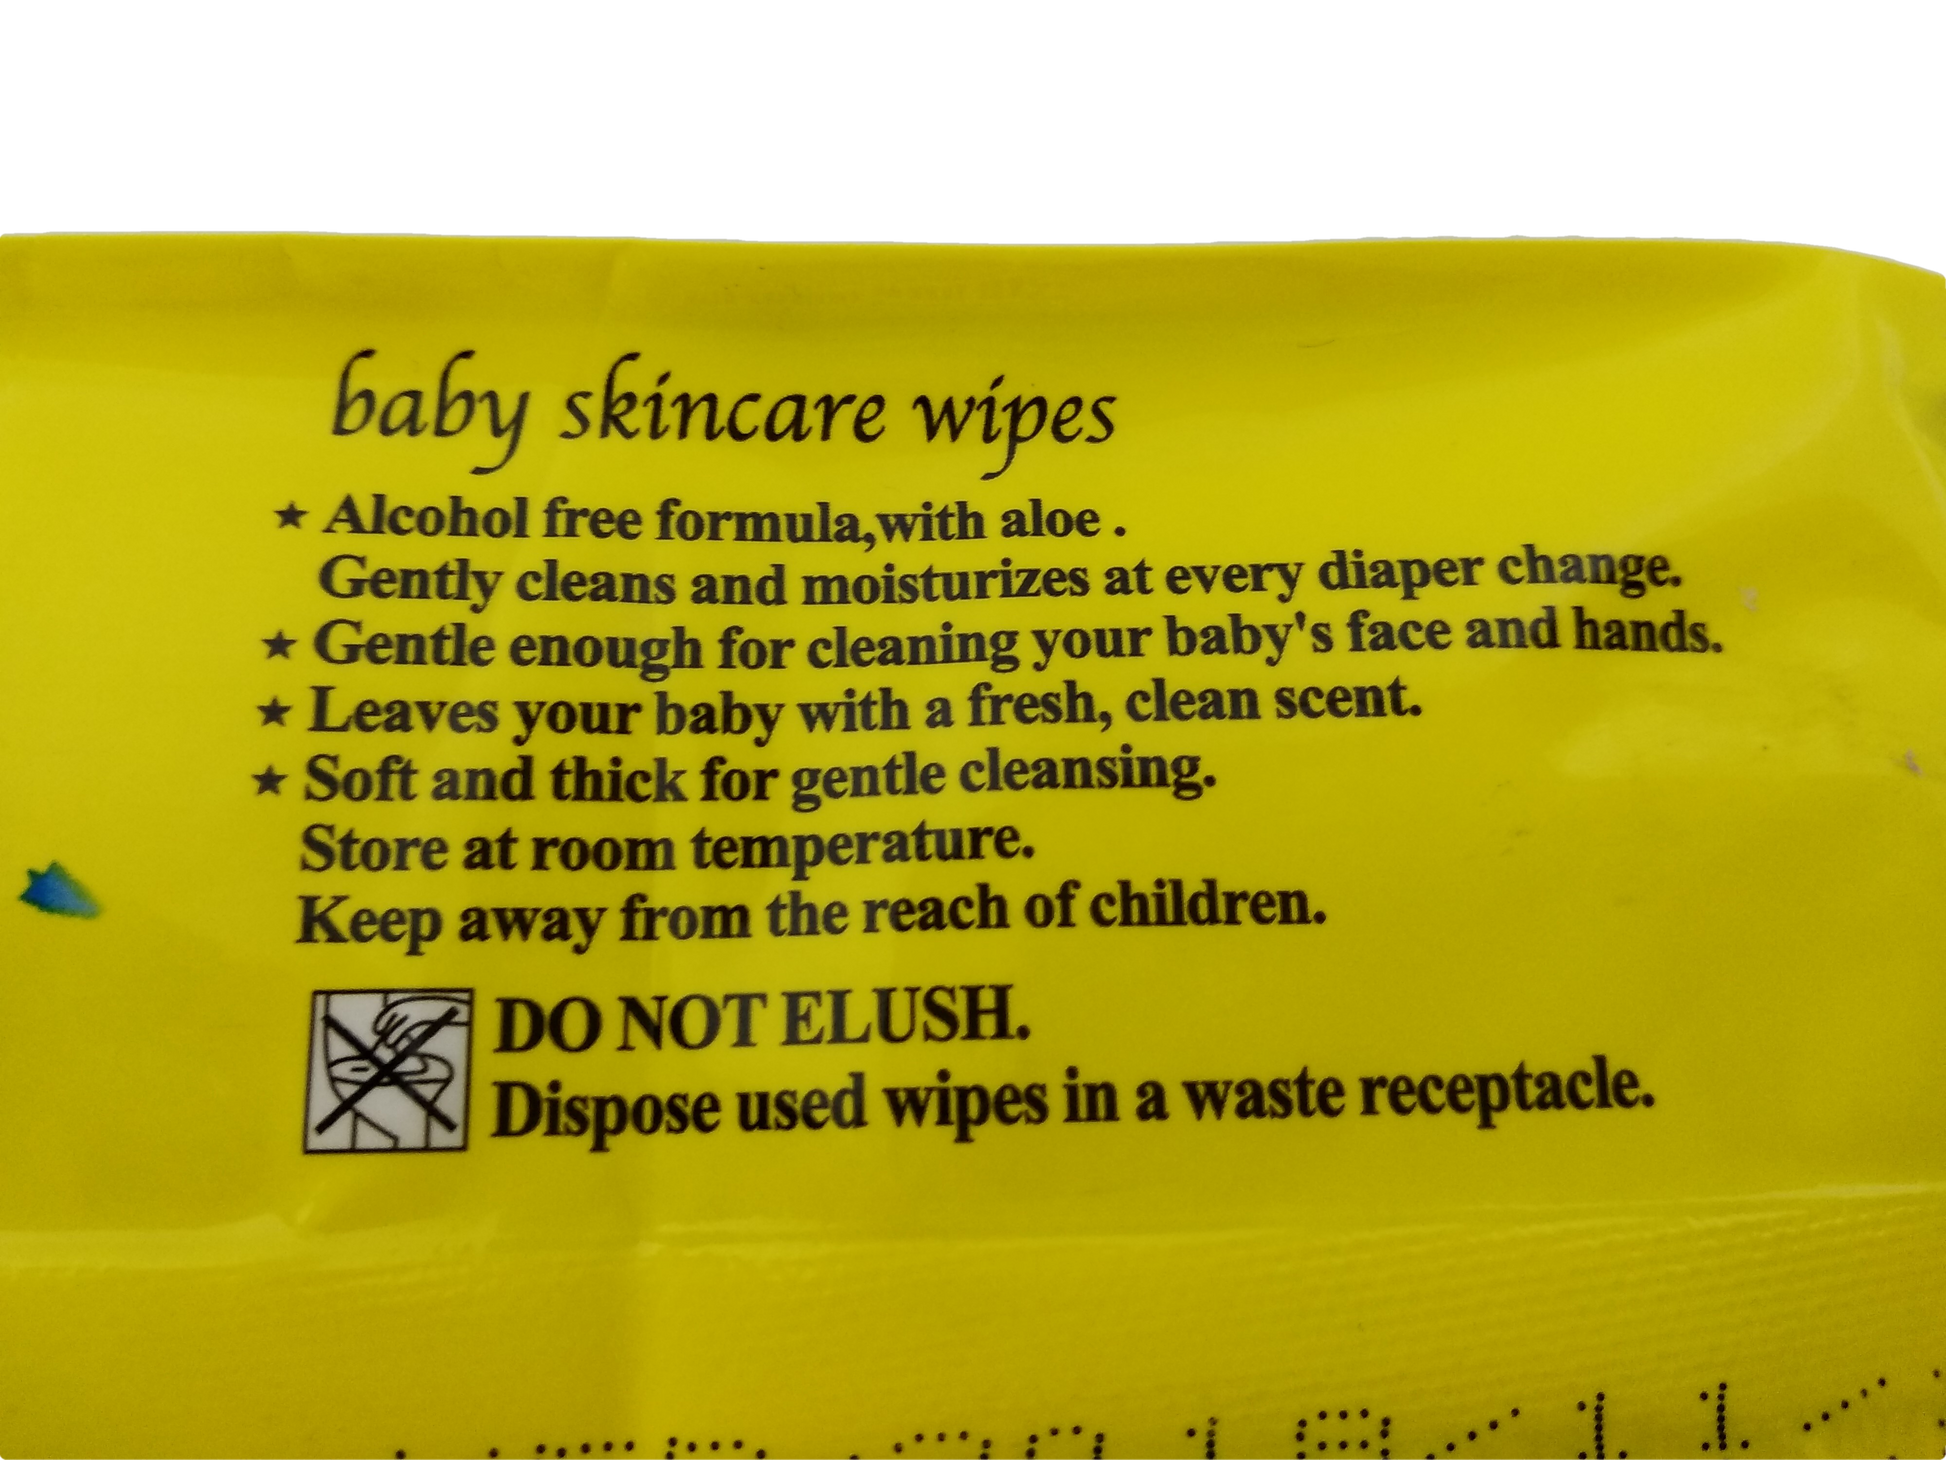 baby skincare wipes
★ Alcohol free formula,with aloe .
Gently cleans and moisturizes at every diaper change.
★ Gentle enough for cleaning your baby's face and hands.
★ Leaves your baby with a fresh, clean scent.
★ Soft and thick for gentle cleansing.
Store at room temperature.
Keep away from the reach of children.
DO NOT ELUSH.
Dispose used wipes in a waste receptacle.